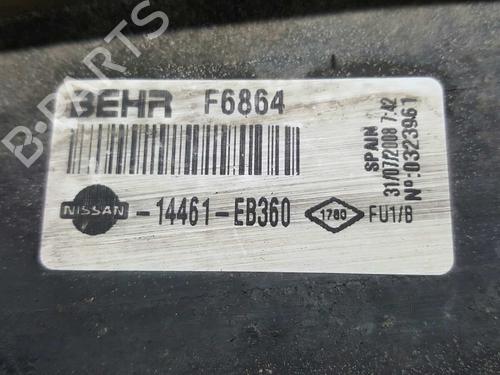 B-PARTS
BEHR F6864
NISSAN -14461-EB360 1780 FU1/B
SPAIN
31/07/2008 7:42
Nº:0323961